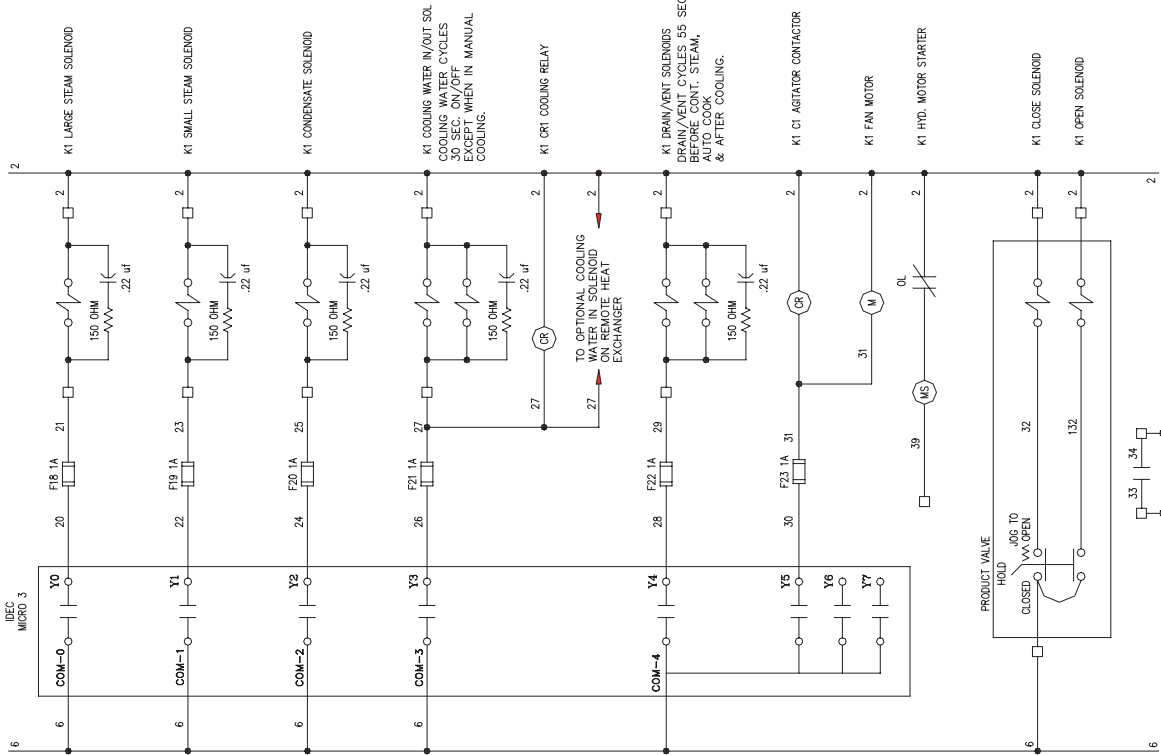 6
2
IDEC
MICRO 3
6
COM-0
Y0
20
F18 1A
21
150 OHM
.22 uf
2
K1 LARGE STEAM SOLENOID
6
COM-1
Y1
22
F19 1A
23
150 OHM
.22 uf
2
K1 SMALL STEAM SOLENOID
6
COM-2
Y2
24
F20 1A
25
150 OHM
.22 uf
2
K1 CONDENSATE SOLENOID
6
COM-3
Y3
26
F21 1A
27
150 OHM
.22 uf
2
K1 COOLING WATER IN/OUT SOL
COOLING WATER CYCLES
30 SEC. ON/OFF
EXCEPT WHEN IN MANUAL
COOLING.
27
CR
2
K1 CR1 COOLING RELAY
27
TO OPTIONAL COOLING
WATER IN SOLENOID
ON REMOTE HEAT
EXCHANGER
2
6
COM-4
Y4
28
F22 1A
29
150 OHM
.22 uf
2
K1 DRAIN/VENT SOLENOIDS
DRAIN/VENT CYCLES 55 SEC
BEFORE CONT. STEAM,
AUTO COOK
& AFTER COOLING.
Y5
30
F23 1A
31
CR
2
K1 C1 AGITATOR CONTACTOR
Y6
31
M
2
K1 FAN MOTOR
Y7
39
MS
OL
2
K1 HYD. MOTOR STARTER
PRODUCT VALVE
HOLD
CLOSED
JOG TO
OPEN
6
32
2
K1 CLOSE SOLENOID
132
2
K1 OPEN SOLENOID
33
34
6
2